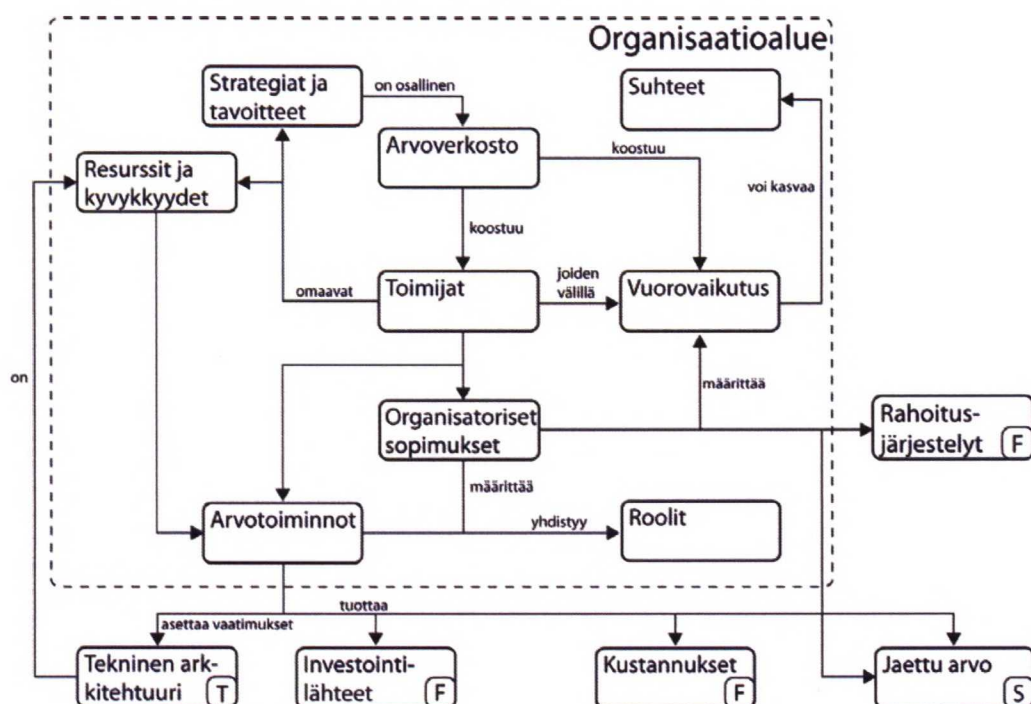 Organisaatioalue
Strategiat ja
tavoitteet
on osallinen
Suhteet
Arvoverkosto
koostuu
Resurssit ja
kyvykkyydet
voi kasvaa
koostuu
Toimijat
joiden
välillä
Vuorovaikutus
omaavat
on
määrittää
Organisatoriset
sopimukset
Rahoitus-
järjestelyt
F
määrittää
Arvotoiminnot
yhdistyy
Roolit
tuottaa
asettaa vaatimukset
Tekninen ark-
kitehtuuri
T
Investointi-
lähteet
F
Kustannukset
F
Jaettu arvo
S